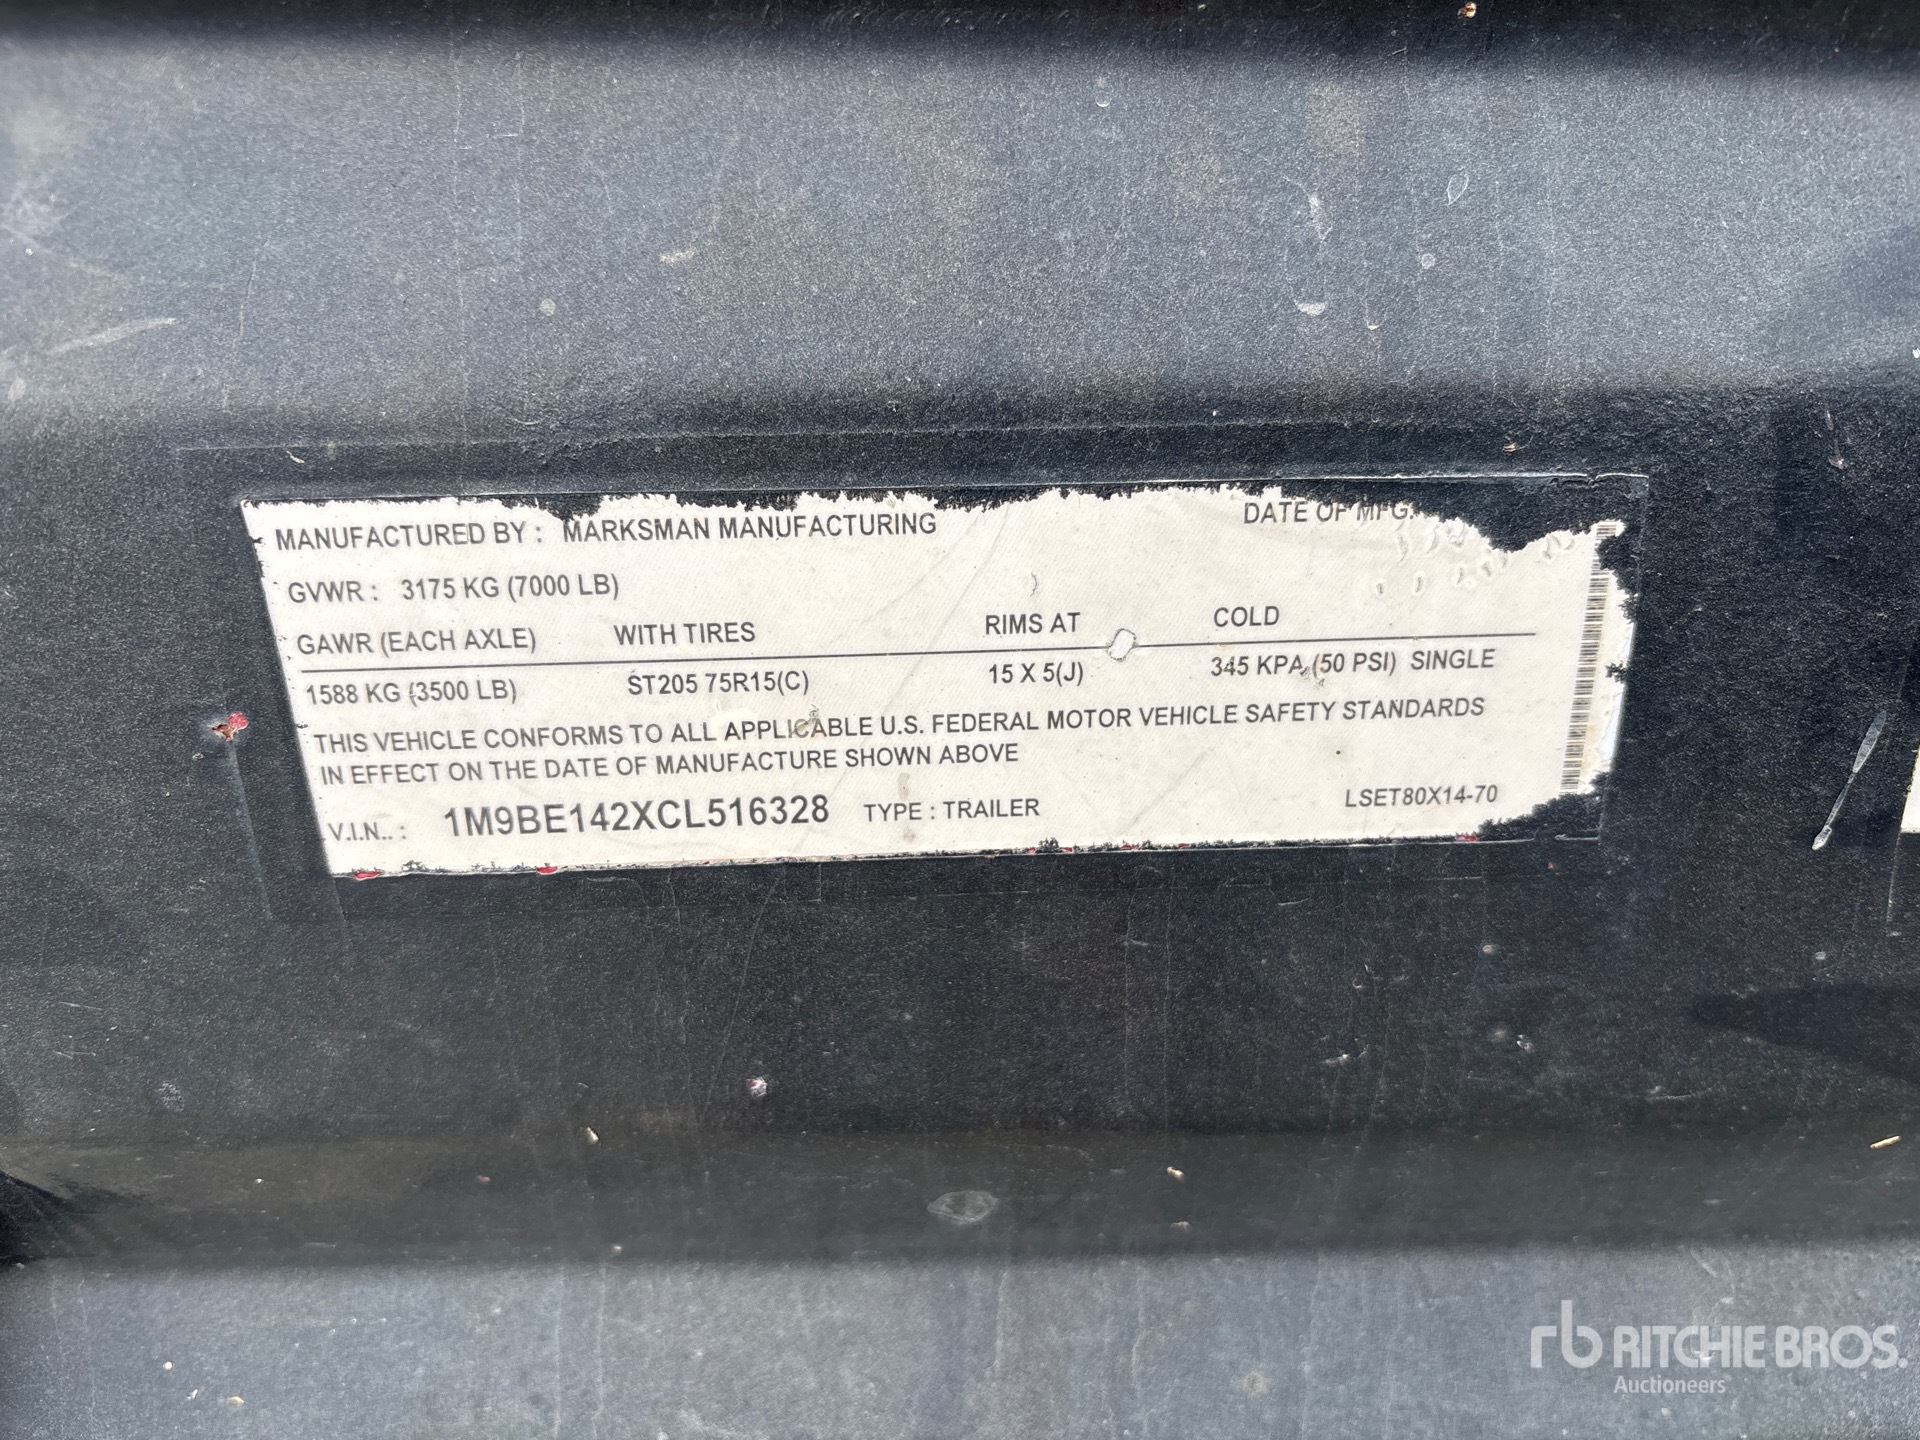 MANUFACTURED BY : MARKSMAN MANUFACTURING DATE OF MFG:
GVWR : 3175 KG (7000 LB)
GAWR (EACH AXLE) WITH TIRES RIMS AT COLD
1588 KG (3500 LB) ST205 75R15(C) 15 X 5(J) 345 KPA (50 PSI) SINGLE
THIS VEHICLE CONFORMS TO ALL APPLICABLE U.S. FEDERAL MOTOR VEHICLE SAFETY STANDARDS
IN EFFECT ON THE DATE OF MANUFACTURE SHOWN ABOVE
V.I.N.. : 1M9BE142XCL516328 TYPE : TRAILER LSET80X14-70
rb RITCHIE BROS.
Auctioneers